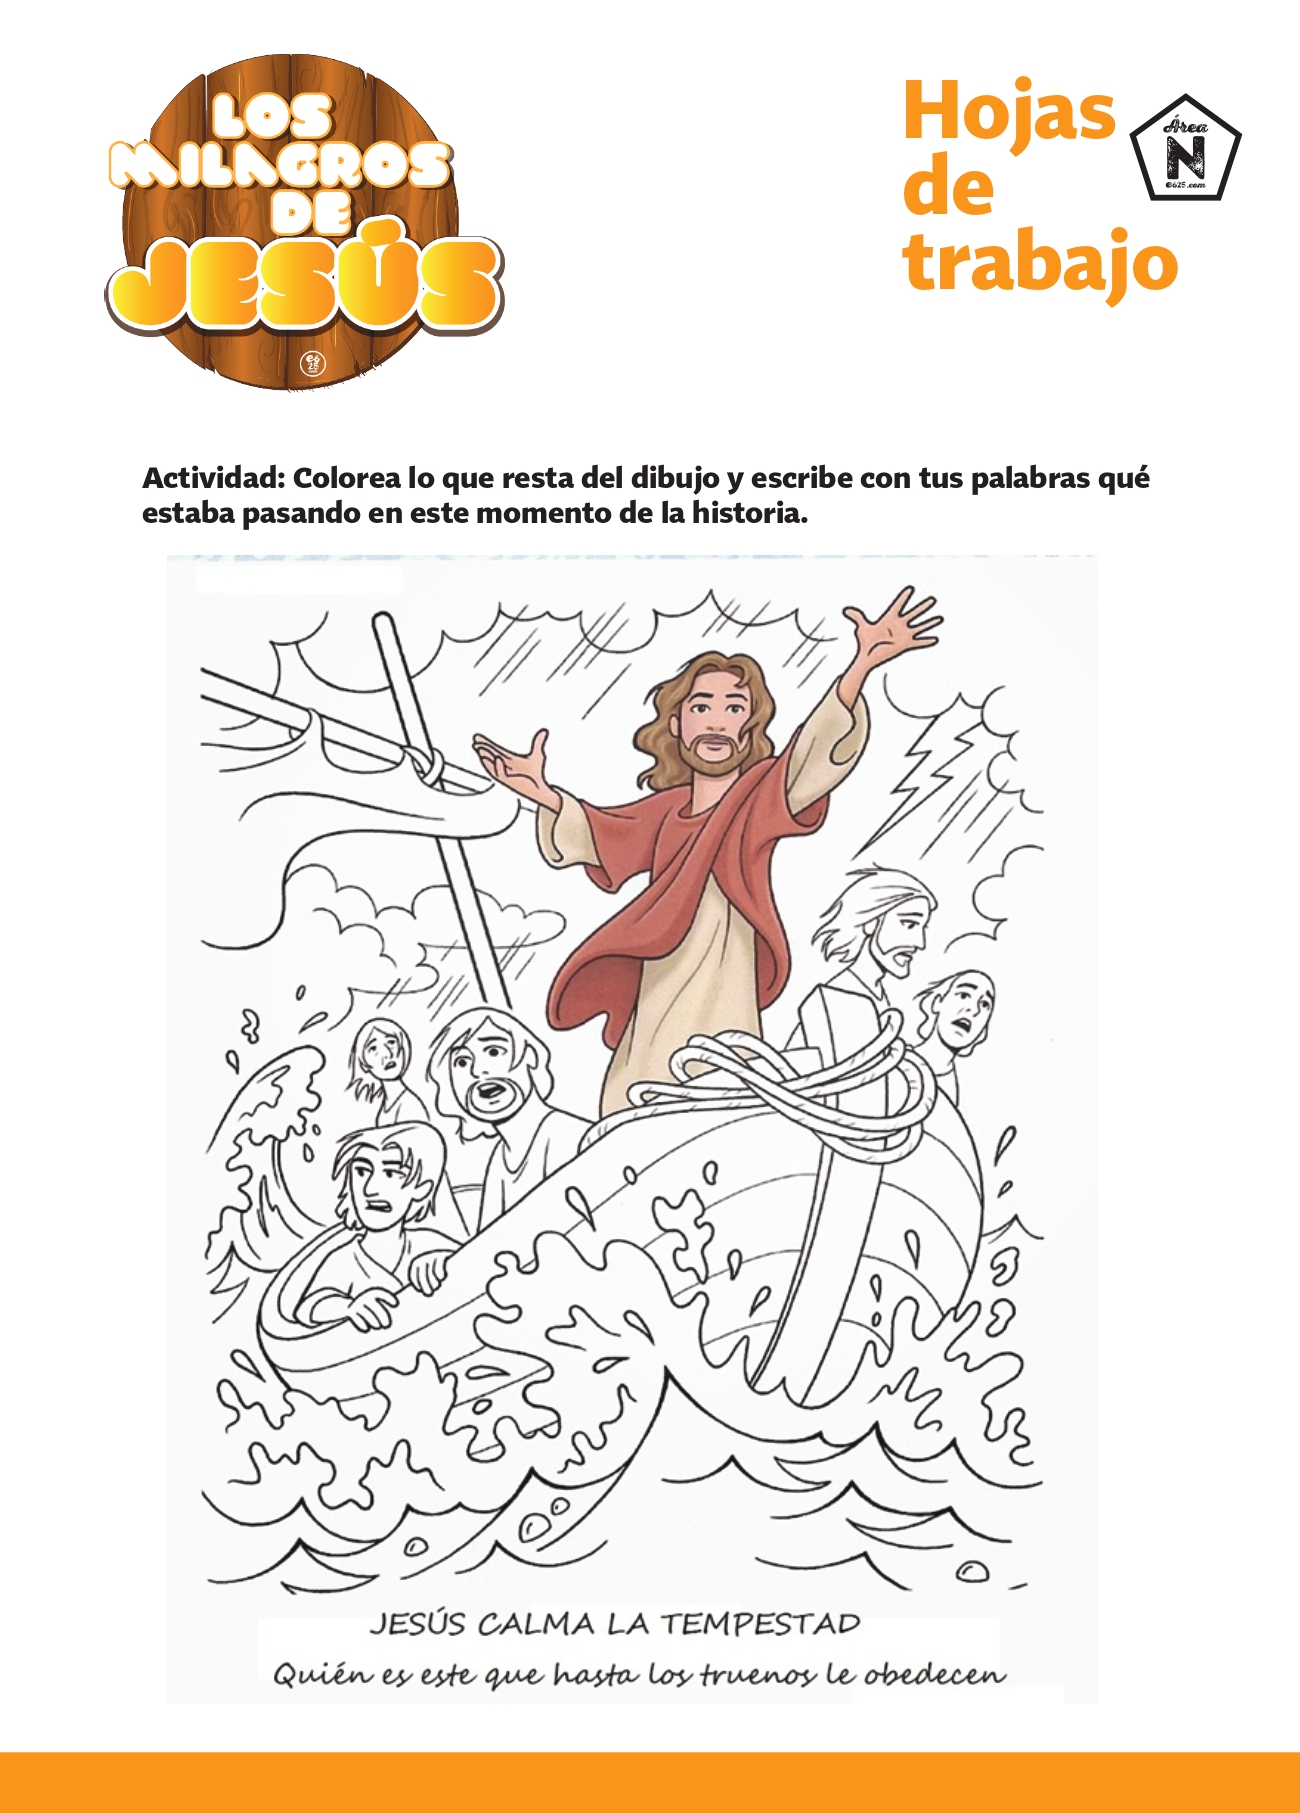 LOS
MILAGROS
DE
JESÚS
Hojas
de
trabajo
Área
N
e625.com
Actividad: Colorea lo que resta del dibujo y escribe con tus palabras qué
estaba pasando en este momento de la historia.
JESÚS CALMA LA TEMPESTAD
Quién es este que hasta los truenos le obedecen